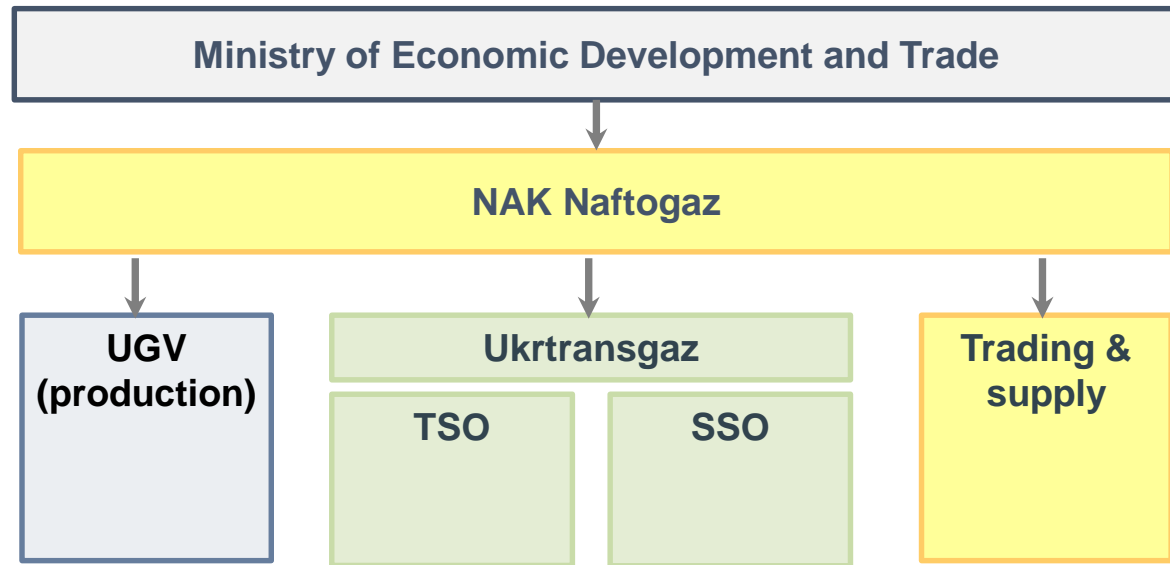 Ministry of Economic Development and Trade
NAK Naftogaz
UGV
(production)
Ukrtransgaz
TSO
SSO
Trading &
supply